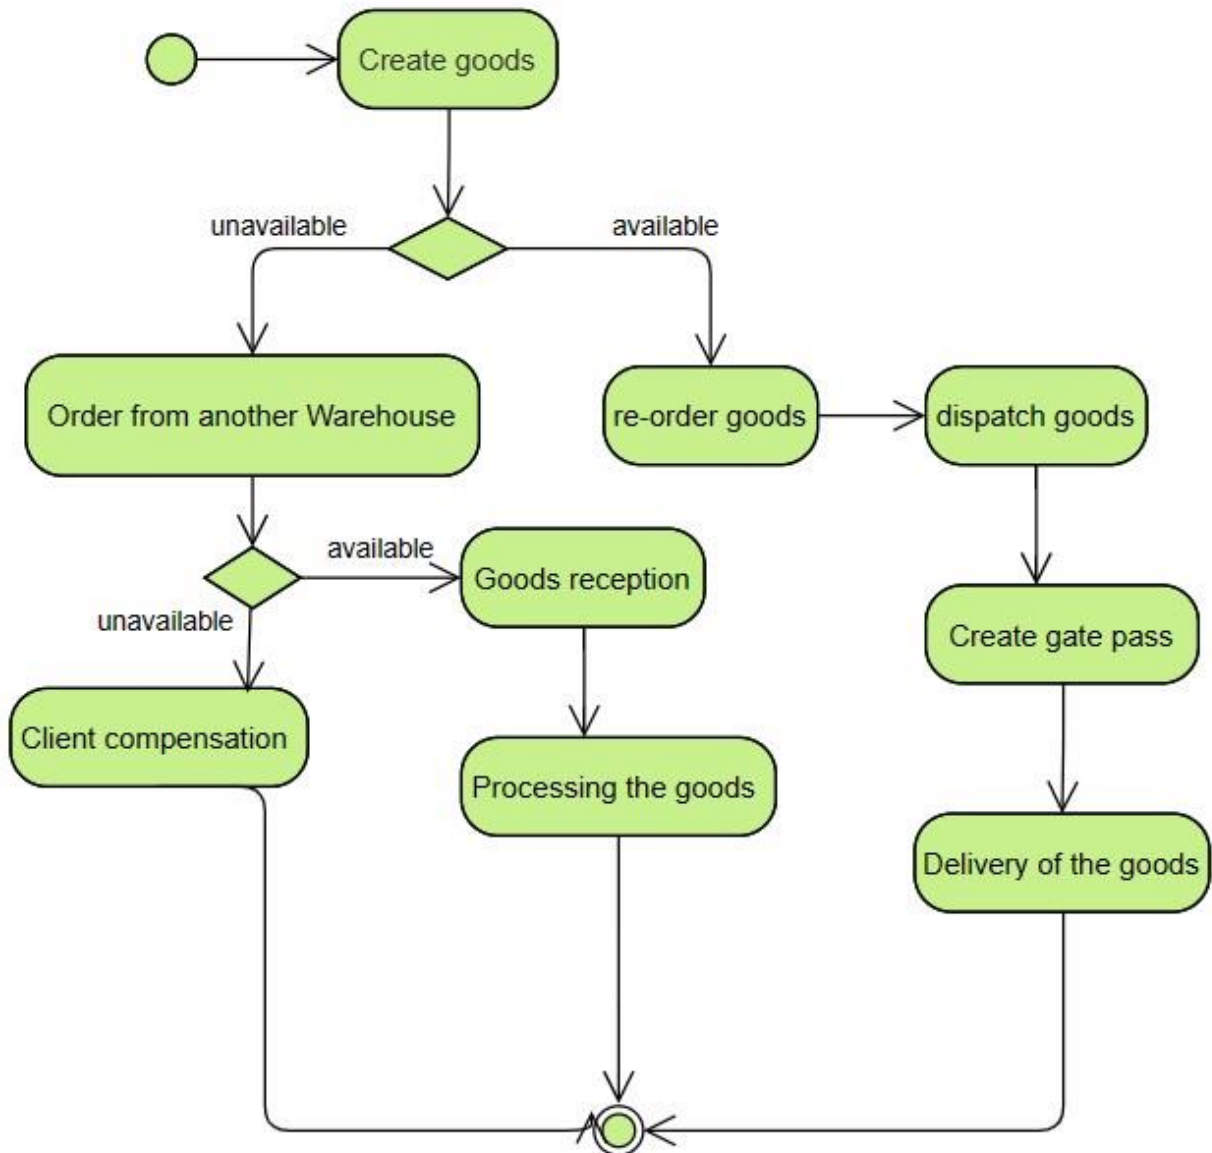 Create goods
unavailable
available
Order from another Warehouse
re-order goods
dispatch goods
available
Goods reception
unavailable
Create gate pass
Client compensation
Processing the goods
Delivery of the goods